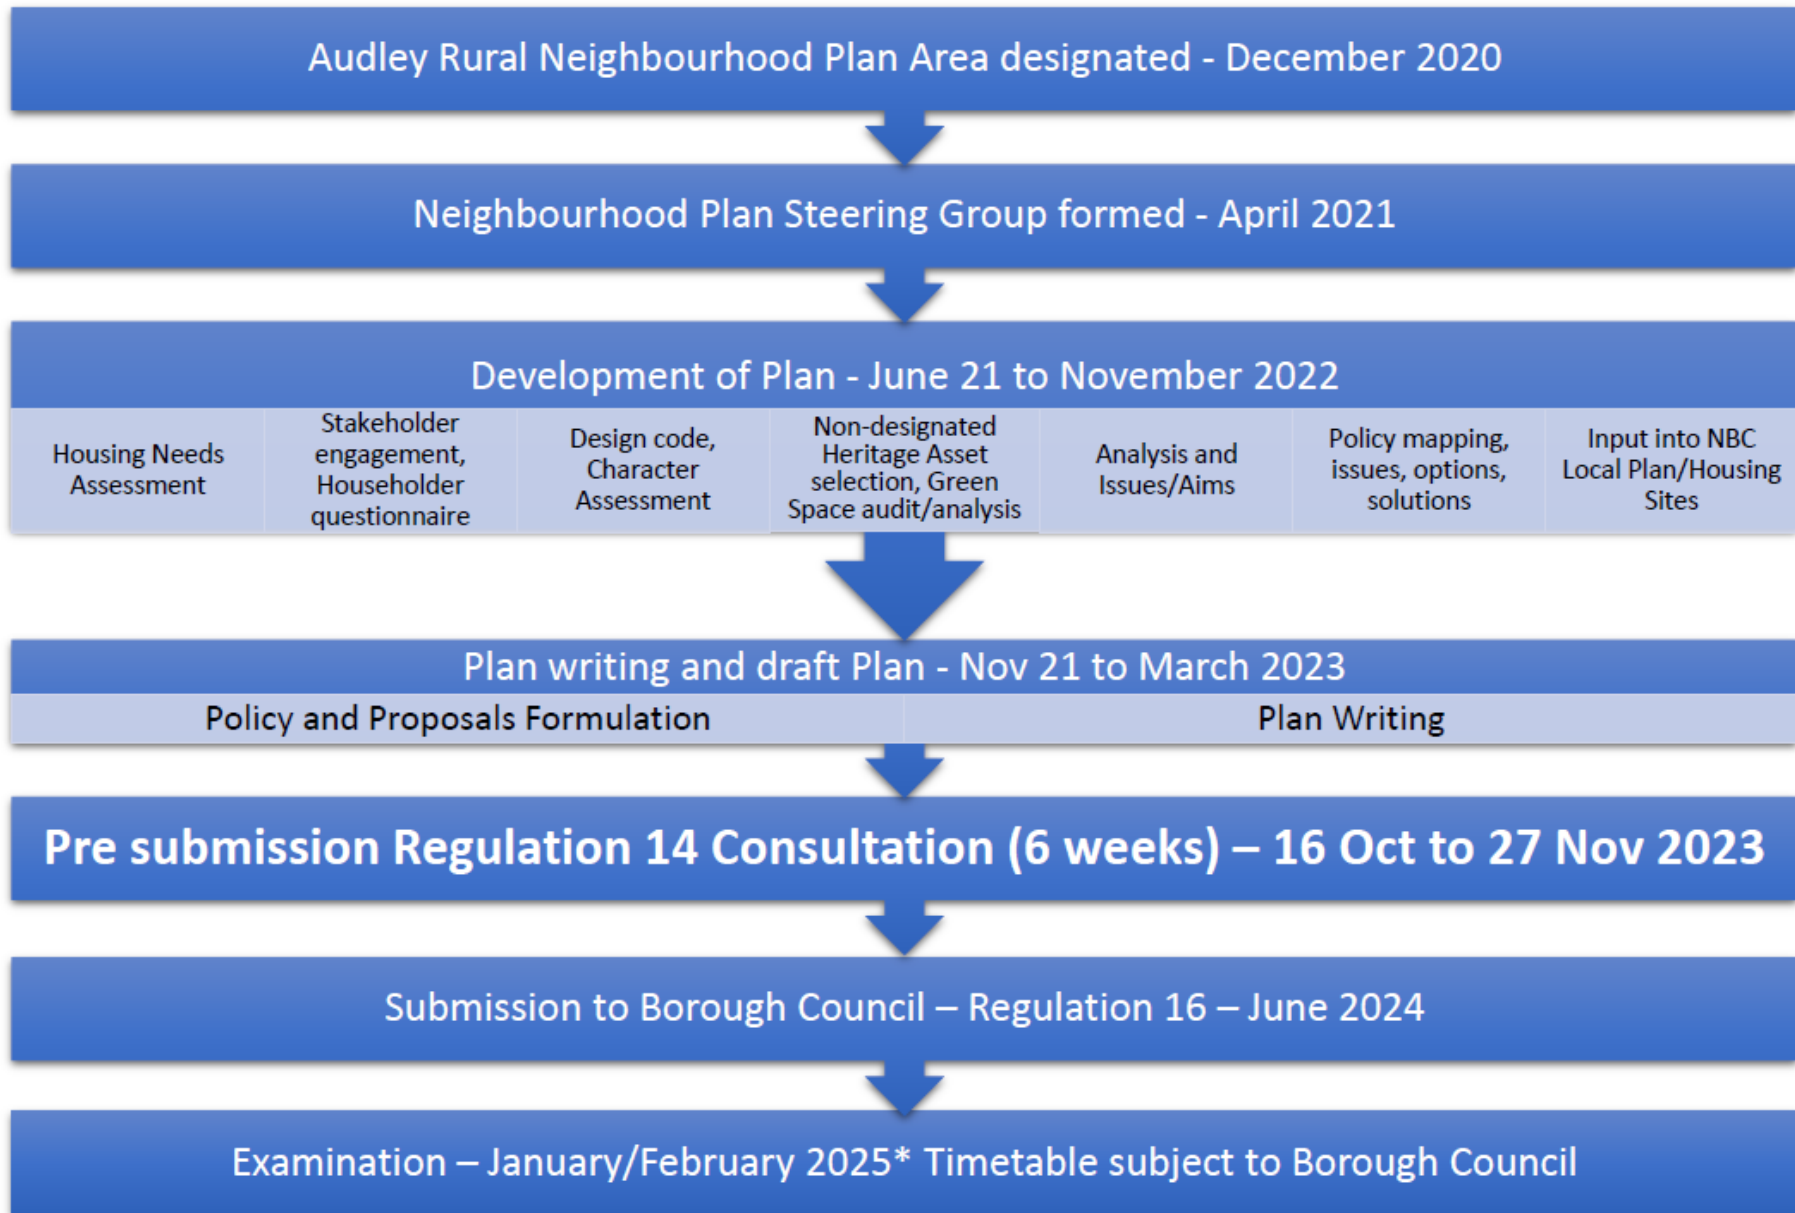 Audley Rural Neighbourhood Plan Area designated - December 2020
Neighbourhood Plan Steering Group formed - April 2021
Development of Plan - June 21 to November 2022
Housing Needs
Assessment
Stakeholder
engagement,
Householder
questionnaire
Design code,
Character
Assessment
Non-designated
Heritage Asset
selection, Green
Space audit/analysis
Analysis and
Issues/Aims
Policy mapping,
issues, options,
solutions
Input into NBC
Local Plan/Housing
Sites
Plan writing and draft Plan - Nov 21 to March 2023
Policy and Proposals Formulation
Plan Writing
Pre submission Regulation 14 Consultation (6 weeks) – 16 Oct to 27 Nov 2023
Submission to Borough Council – Regulation 16 – June 2024
Examination – January/February 2025* Timetable subject to Borough Council